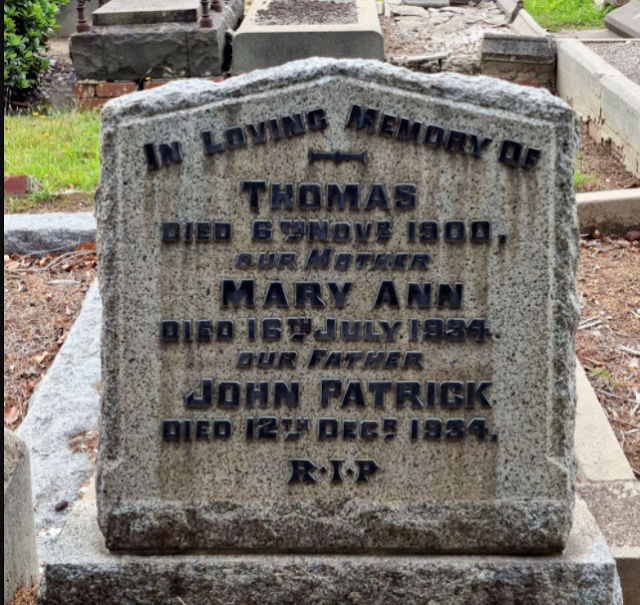 IN LOVING MEMORY OF
THOMAS
DIED 6TH NOVR 1900,
OUR MOTHER
MARY ANN
DIED 16TH JULY 1934.
OUR FATHER
JOHN PATRICK
DIED 12TH DECR 1934.
R·I·P